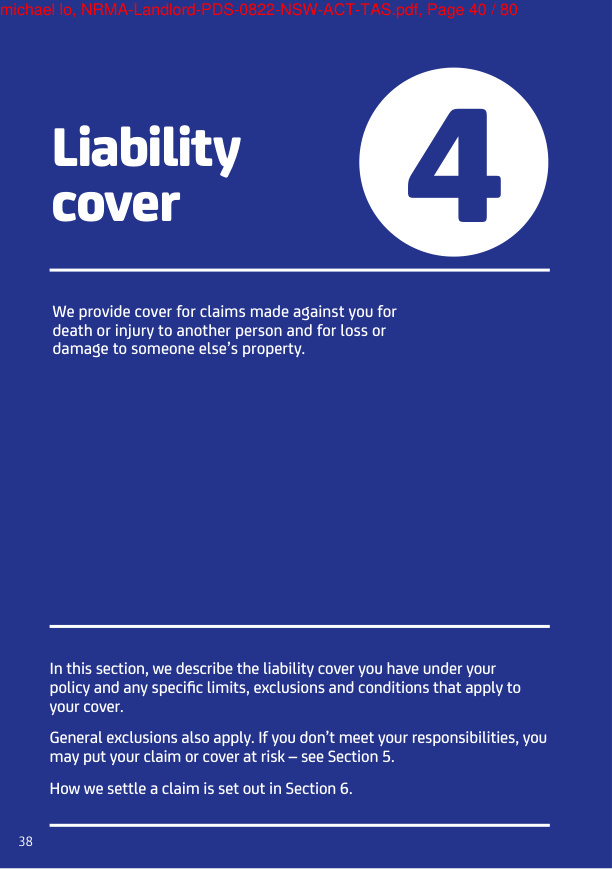 michael lo, NRMA-Landlord-PDS-0822-NSW-ACT-TAS.pdf, Page 40 / 80
Liability
cover
4
We provide cover for claims made against you for
death or injury to another person and for loss or
damage to someone else’s property.
In this section, we describe the liability cover you have under your
policy and any specific limits, exclusions and conditions that apply to
your cover.
General exclusions also apply. If you don’t meet your responsibilities, you
may put your claim or cover at risk – see Section 5.
How we settle a claim is set out in Section 6.
38